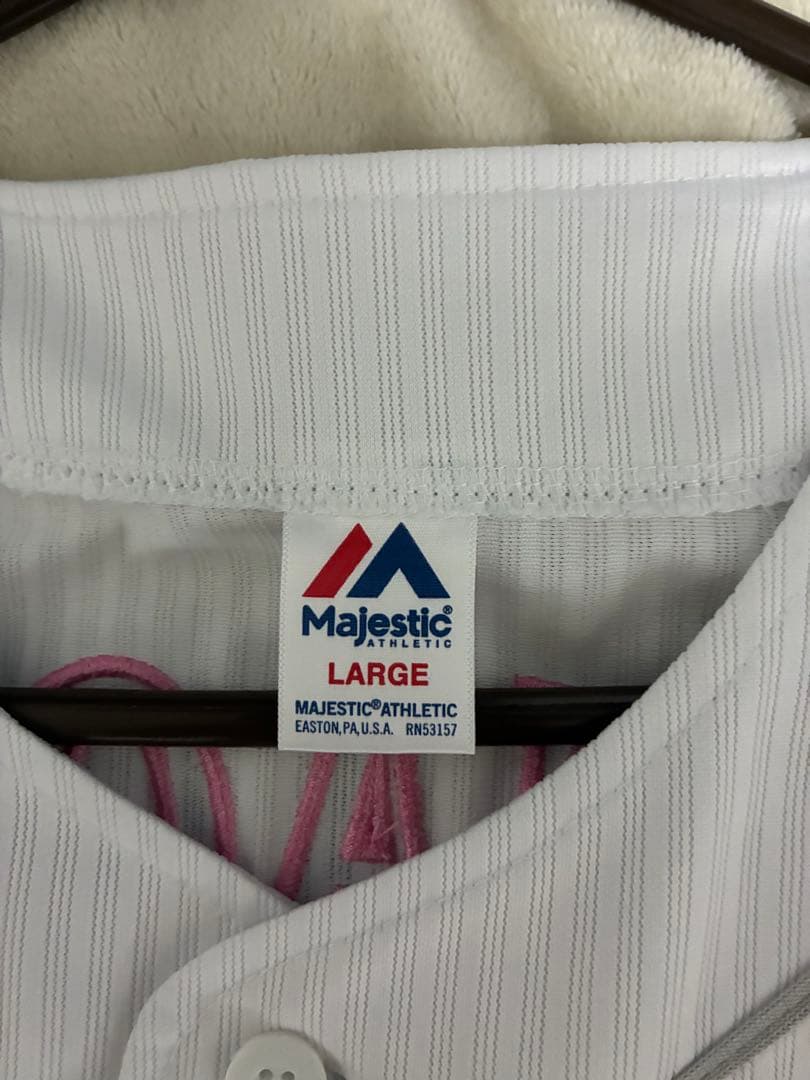 Majestic®
ATHLETIC
LARGE
MAJESTIC® ATHLETIC
EASTON, PA, U.S.A. RN53157